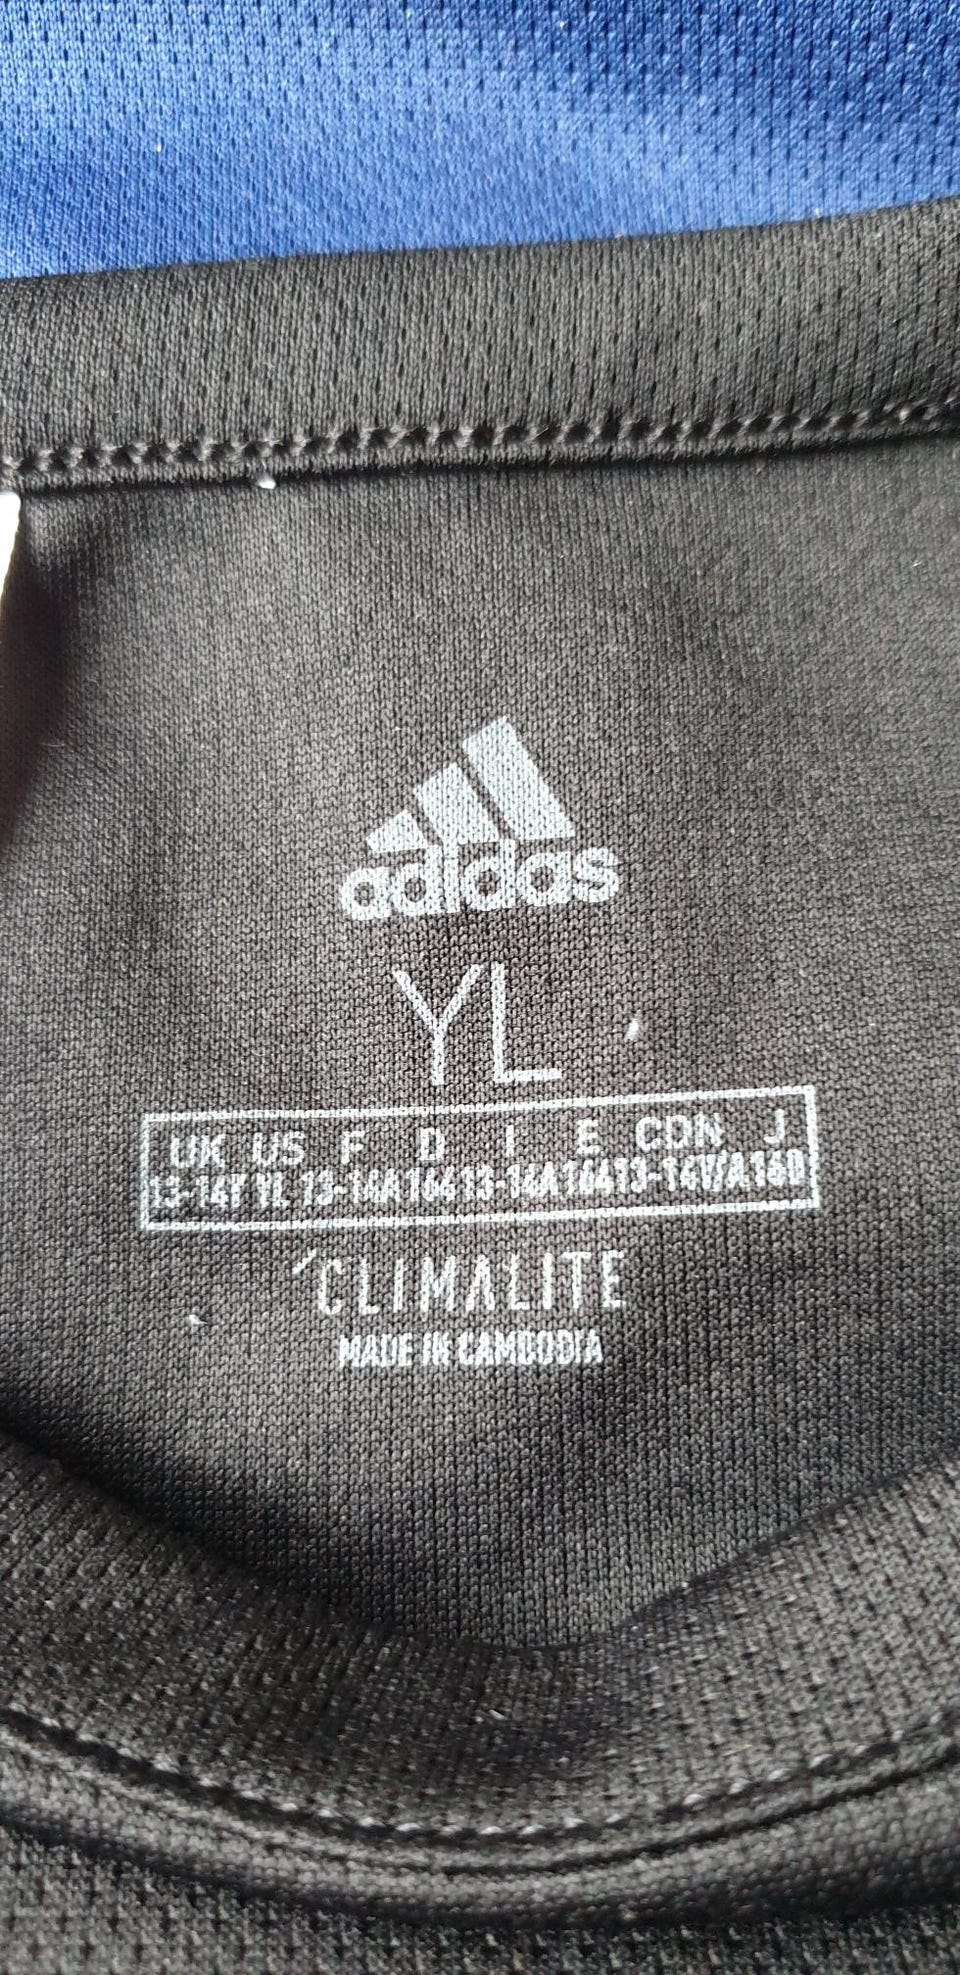 adidas
YL
UK US F D I E CDN J
13-14Y YL 13-14A 164 13-14A 164 13-14Y/A 160
CLIMALITE
MADE IN CAMBODIA